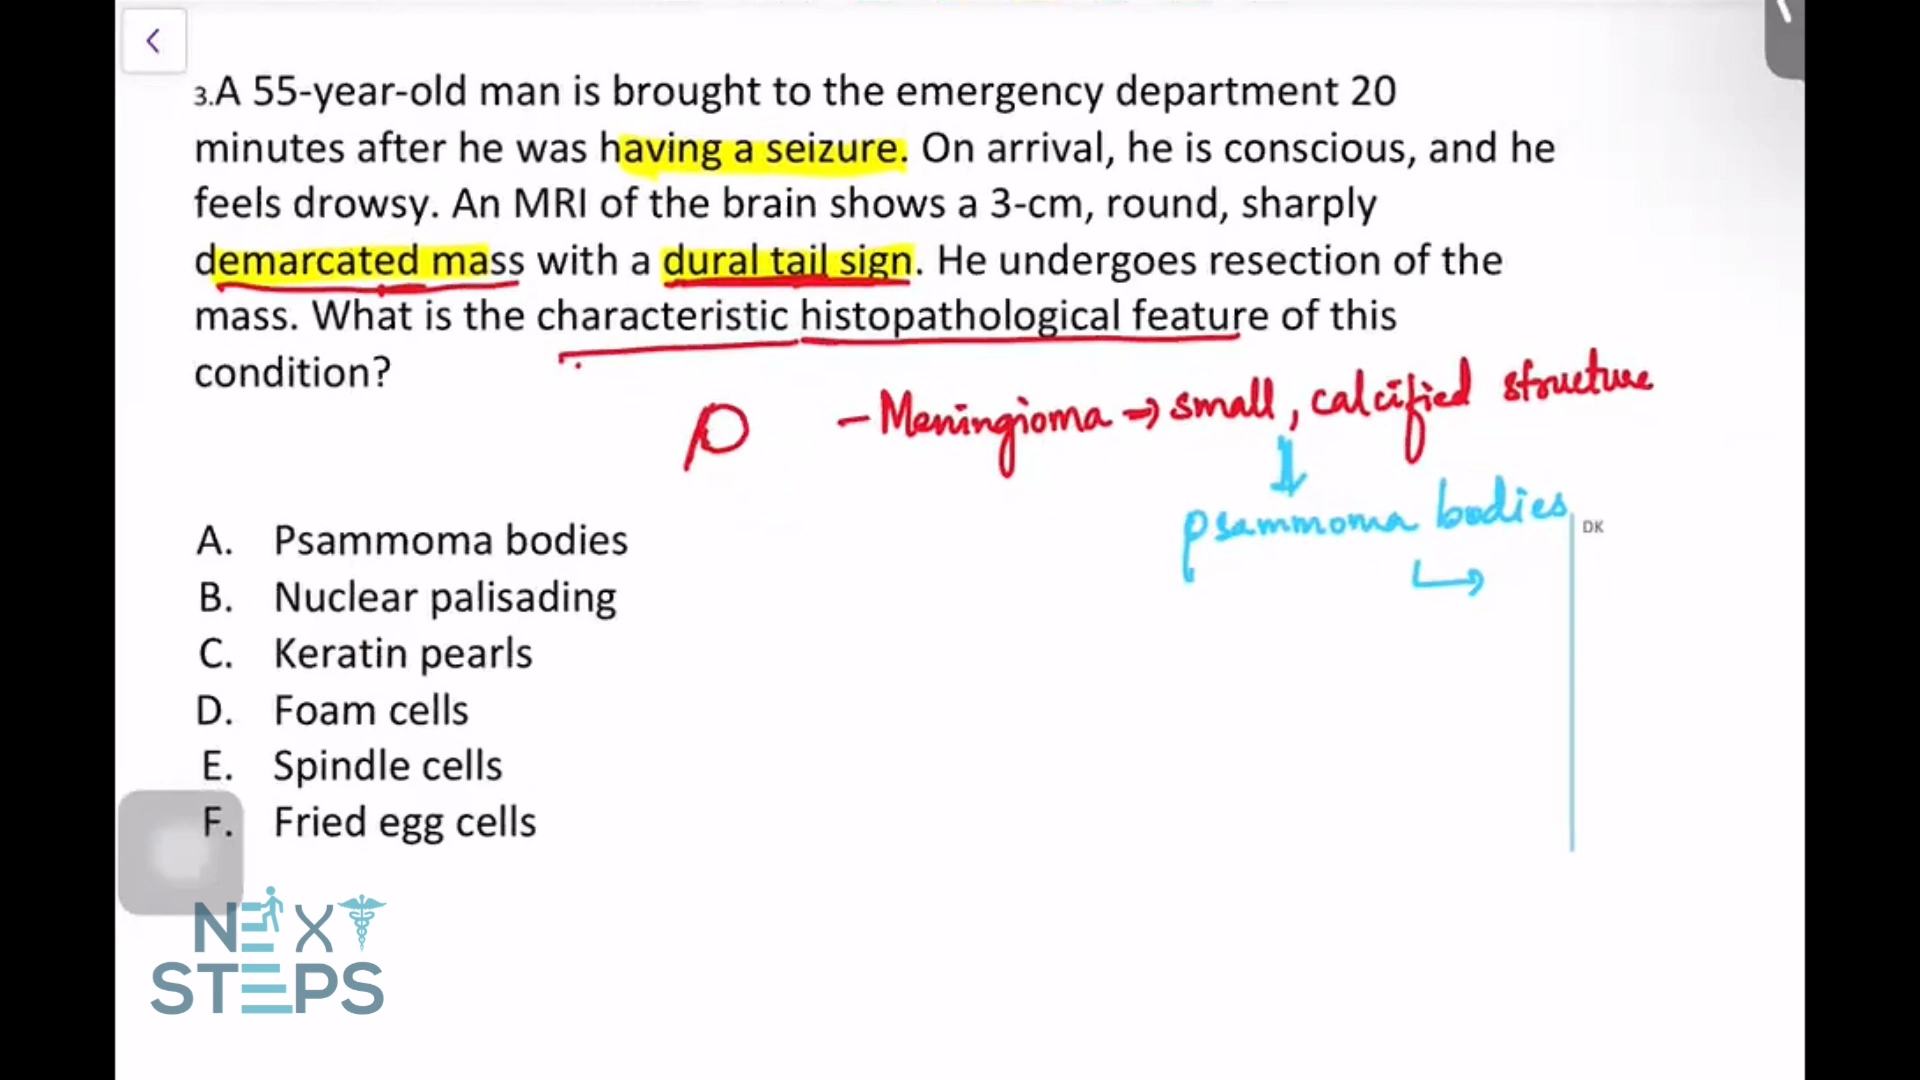 3.A 55-year-old man is brought to the emergency department 20
minutes after he was having a seizure. On arrival, he is conscious, and he
feels drowsy. An MRI of the brain shows a 3-cm, round, sharply
demarcated mass with a dural tail sign. He undergoes resection of the
mass. What is the characteristic histopathological feature of this
condition?
– Meningioma → small, calcified structure
psammoma bodies
DK
A. Psammoma bodies
B. Nuclear palisading
C. Keratin pearls
D. Foam cells
E. Spindle cells
F. Fried egg cells
NEXT
STEPS